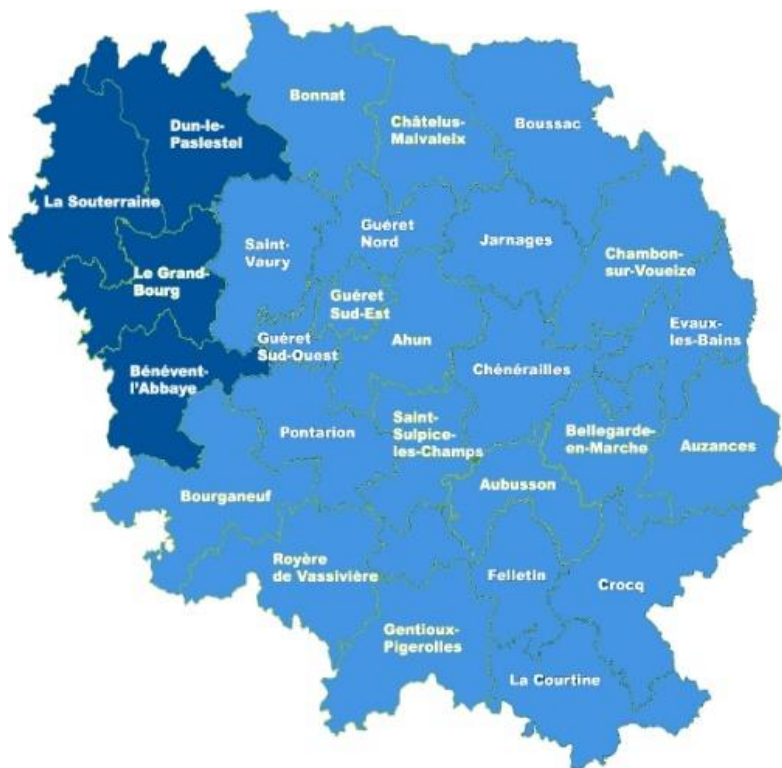 Bonnat
Châtelus-
Malvaleix
Boussac
Dun-le-
Paslestel
La Souterraine
Guéret
Nord
Saint-
Vaury
Jarnages
Chambon-
sur-Voueize
Le Grand-
Bourg
Guéret
Sud-Est
Evaux-
les-Bains
Guéret
Sud-Ouest
Ahun
Chénérailles
Bénévent-
l'Abbaye
Pontarion
Saint-
Sulpice-
les-Champs
Bellegarde-
en-Marche
Auzances
Aubusson
Bourganeuf
Royère
de Vassivière
Felletin
Crocq
Gentioux-
Pigerolles
La Courtine